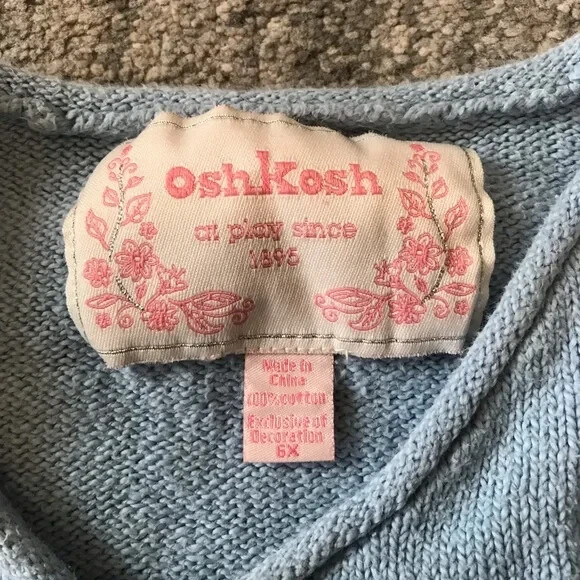 OshKosh
at play since
1895
Made in
China
100% cotton
Exclusive of
Decoration
6X